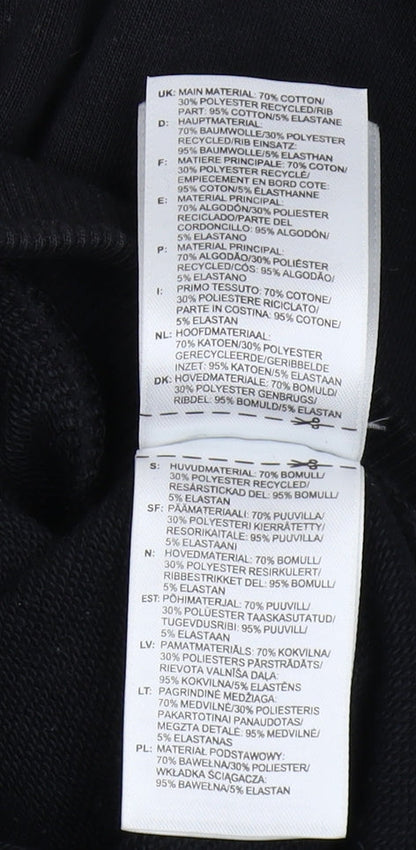 UK: MAIN MATERIAL: 70% COTTON/
30% POLYESTER RECYCLED/RIB
PART: 95% COTTON/5% ELASTANE
D: HAUPTMATERIAL:
70% BAUMWOLLE/30% POLYESTER
RECYCLED/RIB EINSATZ:
95% BAUMWOLLE/5% ELASTHAN
F: MATIERE PRINCIPALE: 70% COTON/
30% POLYESTER RECYCLÉ/
EMPIECEMENT EN BORD COTE:
95% COTON/5% ÉLASTHANNE
E: MATERIAL PRINCIPAL:
70% ALGODÓN/30% POLIESTER
RECICLADO/PARTE DEL
CORDONCILLO: 95% ALGODÓN/
5% ELASTANO
P: MATERIAL PRINCIPAL:
70% ALGODÃO/30% POLIÉSTER
RECYCLED/CÓS: 95% ALGODÃO/
5% ELASTANO
I: PRIMO TESSUTO: 70% COTONE/
30% POLIESTERE RICICLATO/
PARTE IN COSTINA: 95% COTONE/
5% ELASTAN
NL: HOOFDMATERIAAL:
70% KATOEN/30% POLYESTER
GERECYCLEERDE/GERIBBELDE
INZET: 95% KATOEN/5% ELASTAAN
DK: HOVEDMATERIALE: 70% BOMULD/
30% POLYESTER GENBRUGS/
RIBDEL: 95% BOMULD/5% ELASTAN
S: HUVUDMATERIAL: 70% BOMULL/
30% POLYESTER RECYCLED/
RESÅRSTICKAD DEL: 95% BOMULL/
5% ELASTAN
SF: PÄÄMATERIAALI: 70% PUUVILLA/
30% POLYESTERI KIERRÄTETTY/
RESORIKAITALE: 95% PUUVILLA/
5% ELASTAANI
N: HOVEDMATERIAL: 70% BOMULL/
30% POLYESTER RESIRKULERT/
RIBBESTRIKKET DEL: 95% BOMULL/
5% ELASTAN
EST: PÕHIMATERJAL: 70% PUUVILL/
30% POLÜESTER TAASKASUTATUD/
TUGEVDUSRIBI: 95% PUUVILL/
5% ELASTAAN
LV: PAMATMATERIĀLS: 70% KOKVILNA/
30% POLIESTERS PĀRSTRĀDĀTS/
RIEVOTA VALNĪŠA DAĻA:
95% KOKVILNA/5% ELASTĒNS
LT: PAGRINDINĖ MEDŽIAGA:
70% MEDVILNĖ/30% POLIESTERIS
PAKARTOTINAI PANAUDOTAS/
MEGZTA DETALĖ: 95% MEDVILNĖ/
5% ELASTANAS
PL: MATERIAŁ PODSTAWOWY:
70% BAWEŁNA/30% POLIESTER/
WKŁADKA ŚCIĄGACZA:
95% BAWEŁNA/5% ELASTAN